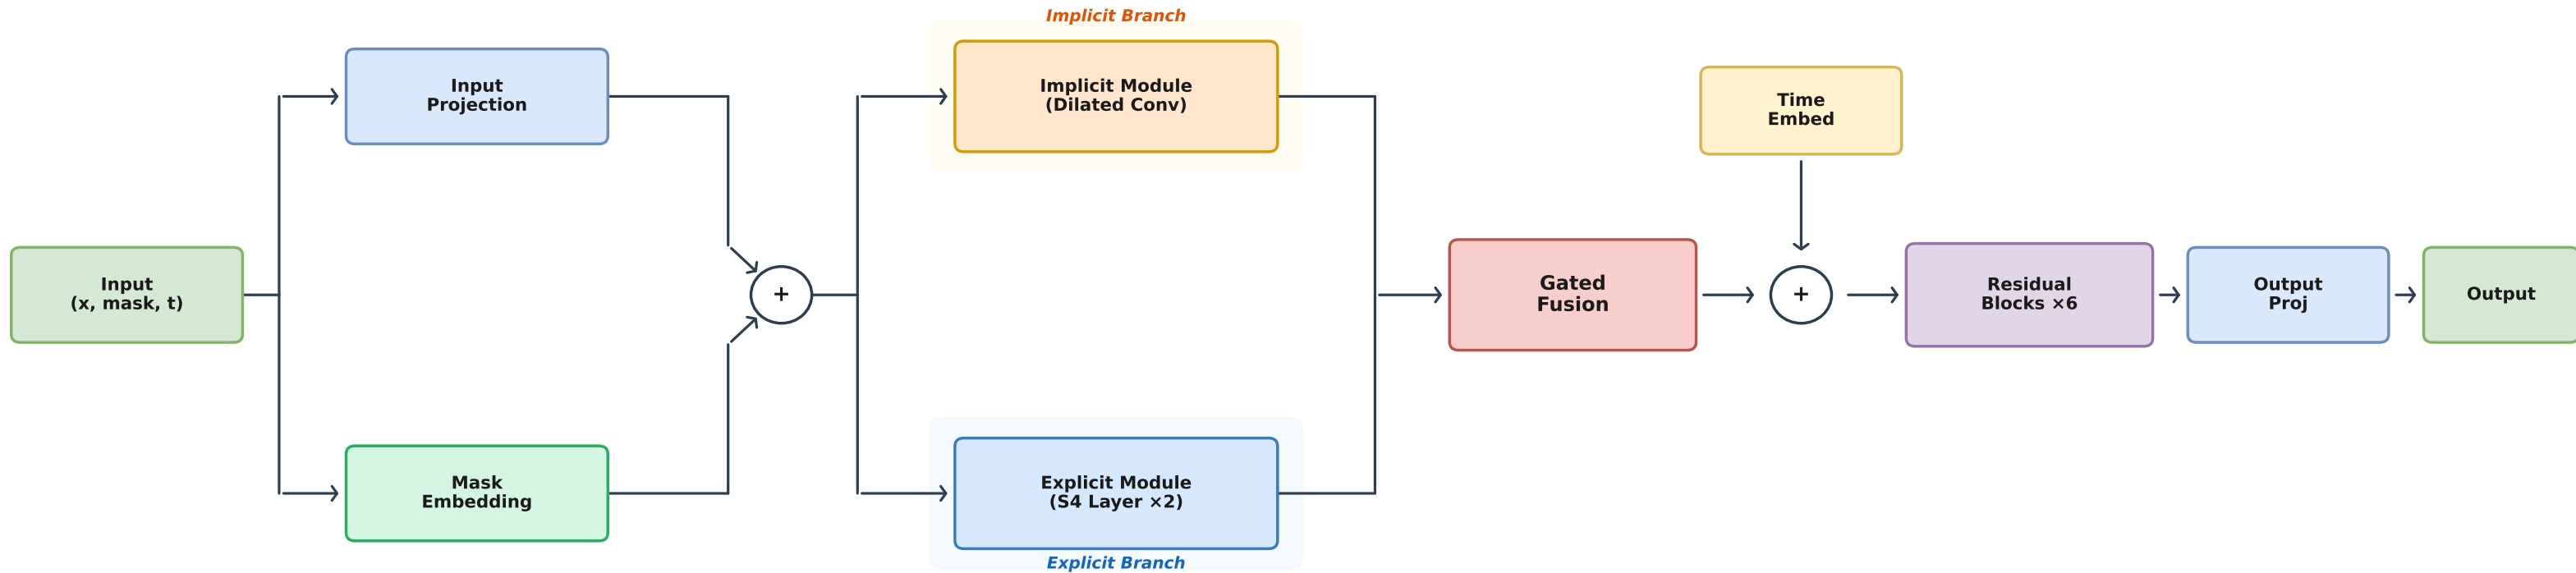 Implicit Branch
Input
Projection
Implicit Module
(Dilated Conv)
Time
Embed
Input
(x, mask, t)
+
Gated
Fusion
+
Residual
Blocks ×6
Output
Proj
Output
Mask
Embedding
Explicit Module
(S4 Layer ×2)
Explicit Branch